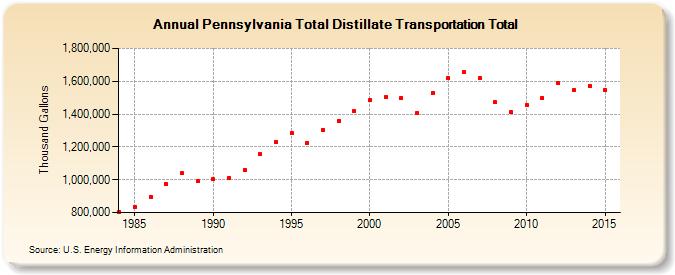 Annual Pennsylvania Total Distillate Transportation Total
Thousand Gallons
1,800,000
1,600,000
1,400,000
1,200,000
1,000,000
800,000
1985 1990 1995 2000 2005 2010 2015
Source: U.S. Energy Information Administration